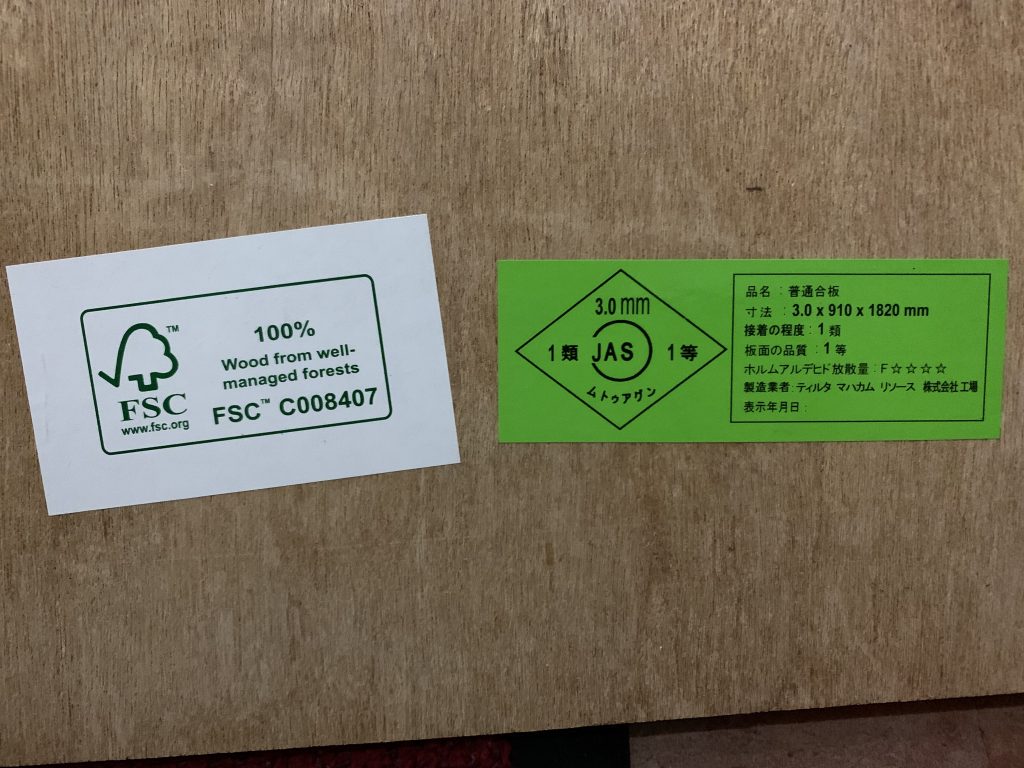 ™
FSC
www.fsc.org
100%
Wood from well-
managed forests
FSC™ C008407
3.0 mm
1類 JAS 1等
ムトゥアグン
品名 : 普通合板
寸法 : 3.0 x 910 x 1820 mm
接着の程度 : 1 類
板面の品質 : 1 等
ホルムアルデヒド放散量 : F☆☆☆☆
製造業者: ティルタ マハカム リソース 株式会社 工場
表示年月日 :